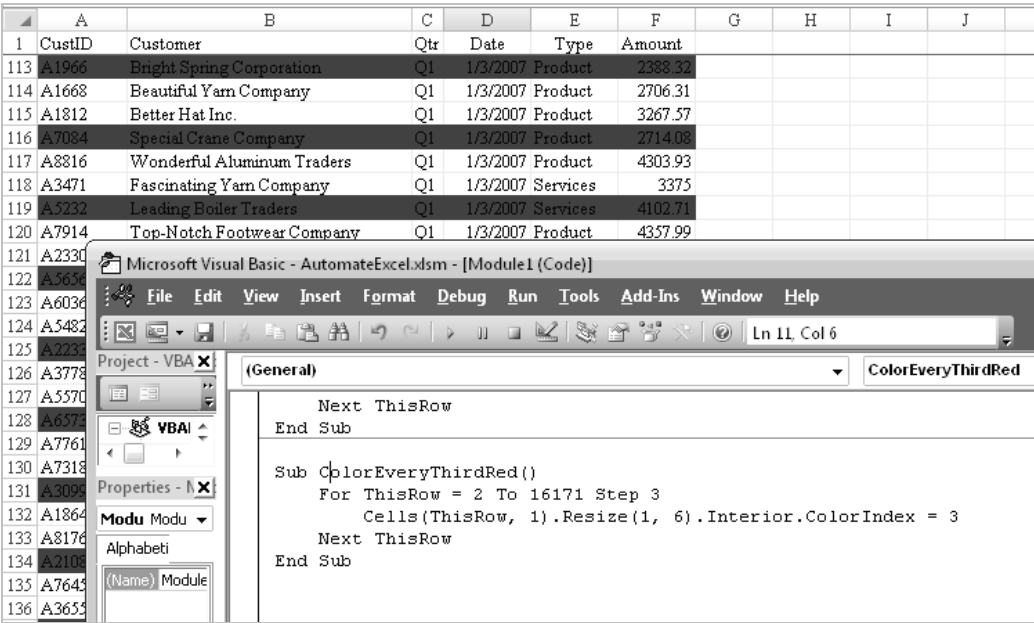 A B C D E F G H I J
1 CustID Customer Qtr Date Type Amount
113 A1966 Bright Spring Corporation Q1 1/3/2007 Product 2388.32
114 A1668 Beautiful Yarn Company Q1 1/3/2007 Product 2706.31
115 A1812 Better Hat Inc. Q1 1/3/2007 Product 3267.57
116 A7084 Special Crane Company Q1 1/3/2007 Product 2714.08
117 A8816 Wonderful Aluminum Traders Q1 1/3/2007 Product 4303.93
118 A3471 Fascinating Yarn Company Q1 1/3/2007 Services 3375
119 A5232 Leading Boiler Traders Q1 1/3/2007 Services 4102.71
120 A7914 Top-Notch Footwear Company Q1 1/3/2007 Product 4357.99
121 A2330
122 A5656
123 A6036
124 A5482
125 A2233
126 A3778
127 A5570
128 A6573
129 A7761
130 A7318
131 A3099
132 A1864
133 A8176
134 A2108
135 A7645
136 A3655
Microsoft Visual Basic - AutomateExcel.xlsm - [Module1 (Code)]
File Edit View Insert Format Debug Run Tools Add-Ins Window Help
Ln 11, Col 6
Project - VBA
(General) ColorEveryThirdRed
VBA
Properties - 
Modu Modu
Alphabeti
(Name) Module
Next ThisRow
End Sub
Sub ColorEveryThirdRed()
For ThisRow = 2 To 16171 Step 3
Cells(ThisRow, 1).Resize(1, 6).Interior.ColorIndex = 3
Next ThisRow
End Sub